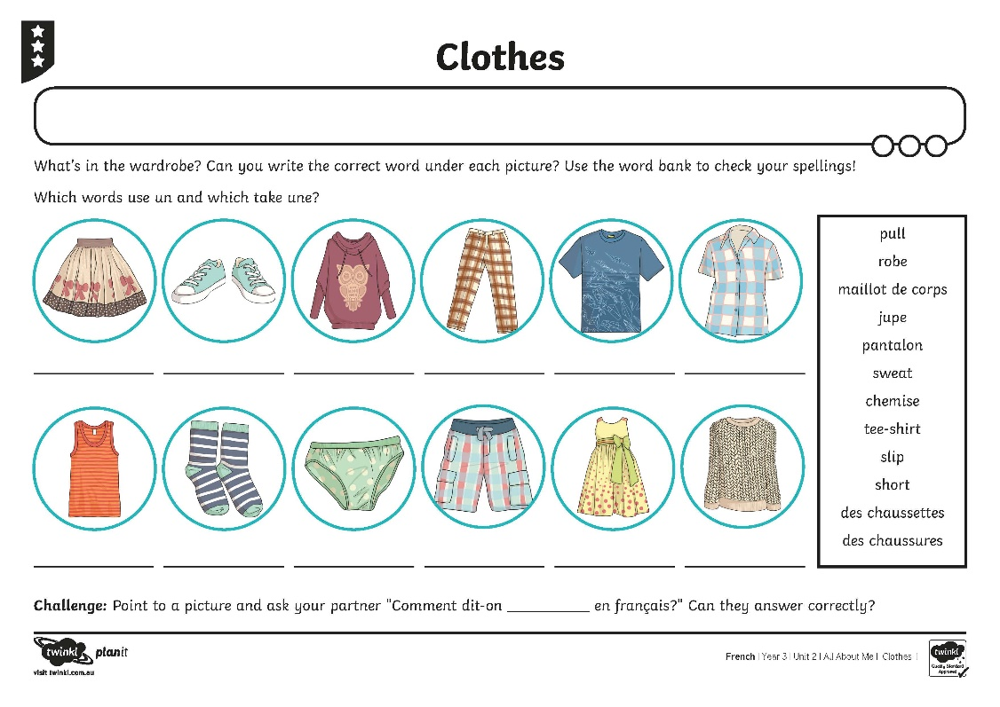 Clothes
What's in the wardrobe? Can you write the correct word under each picture? Use the word bank to check your spellings!
Which words use un and which take une?
pull
robe
maillot de corps
jupe
pantalon
sweat
chemise
tee-shirt
slip
short
des chaussettes
des chaussures
Challenge: Point to a picture and ask your partner "Comment dit-on __________ en français?" Can they answer correctly?
twinkl planit
visit twinkl.com.au
French | Year 3 | Unit 2 | All About Me | Clothes |
twinkl
Quality Standard
Approved